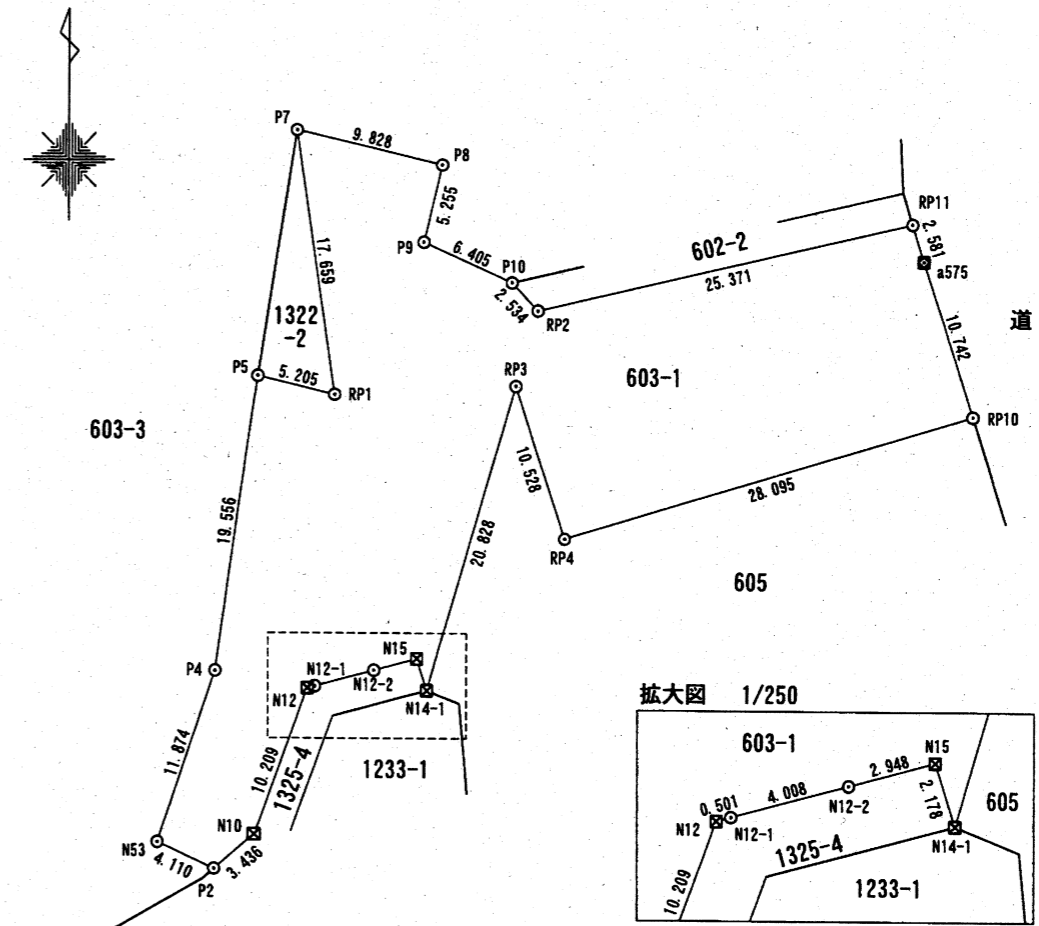 P7
9.828
P8
5.255
P9
6.405
P10
2.534
RP2
17.659
1322
-2
P5
5.205
RP1
602-2
25.371
RP11
2.581
a575
10.742
道
603-1
RP3
RP10
603-3
10.528
28.095
RP4
19.556
20.828
605
P4
N15
N12-1
N12-2
N12
N14-1
11.874
10.209
1325-4
1233-1
N10
N53
4.110
3.436
P2
拡大図 1/250
603-1
N15
2.948
4.008
0.501
N12-2
2.178
605
N12
N12-1
1325-4
N14-1
10.209
1233-1